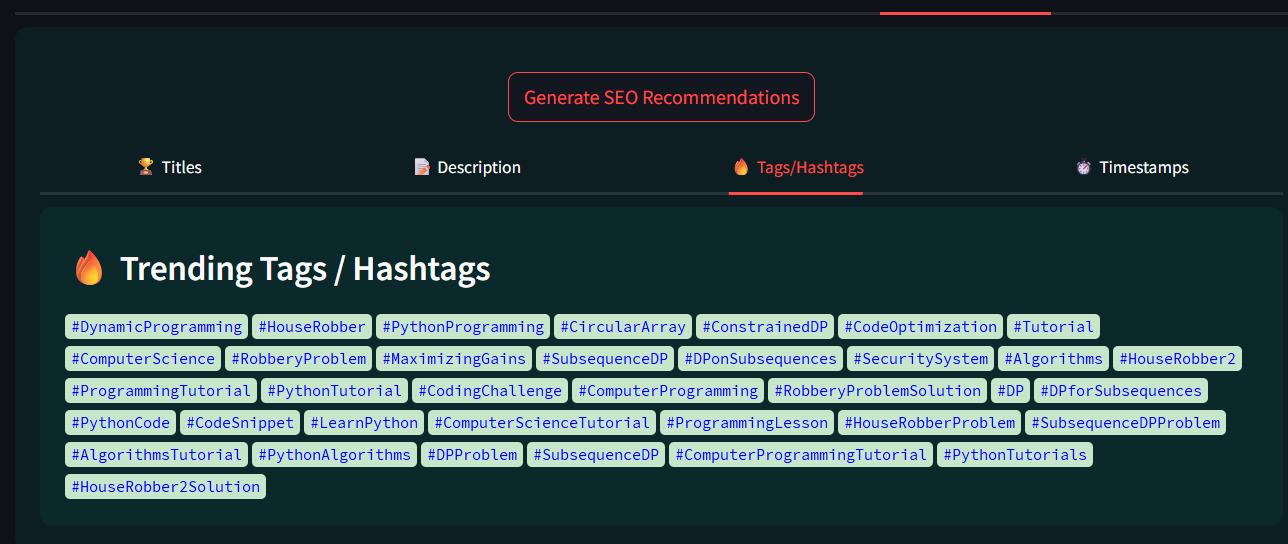 Generate SEO Recommendations
🏆 Titles
📝 Description
🔥 Tags/Hashtags
⏱ Timestamps
🔥 Trending Tags / Hashtags
#DynamicProgramming #HouseRobber #PythonProgramming #CircularArray #ConstrainedDP #CodeOptimization #Tutorial
#ComputerScience #RobberyProblem #MaximizingGains #SubsequenceDP #DPonSubsequences #SecuritySystem #Algorithms #HouseRobber2
#ProgrammingTutorial #PythonTutorial #CodingChallenge #ComputerProgramming #RobberyProblemSolution #DP #DPforSubsequences
#PythonCode #CodeSnippet #LearnPython #ComputerScienceTutorial #ProgrammingLesson #HouseRobberProblem #SubsequenceDPProblem
#AlgorithmsTutorial #PythonAlgorithms #DPProblem #SubsequenceDP #ComputerProgrammingTutorial #PythonTutorials
#HouseRobber2Solution